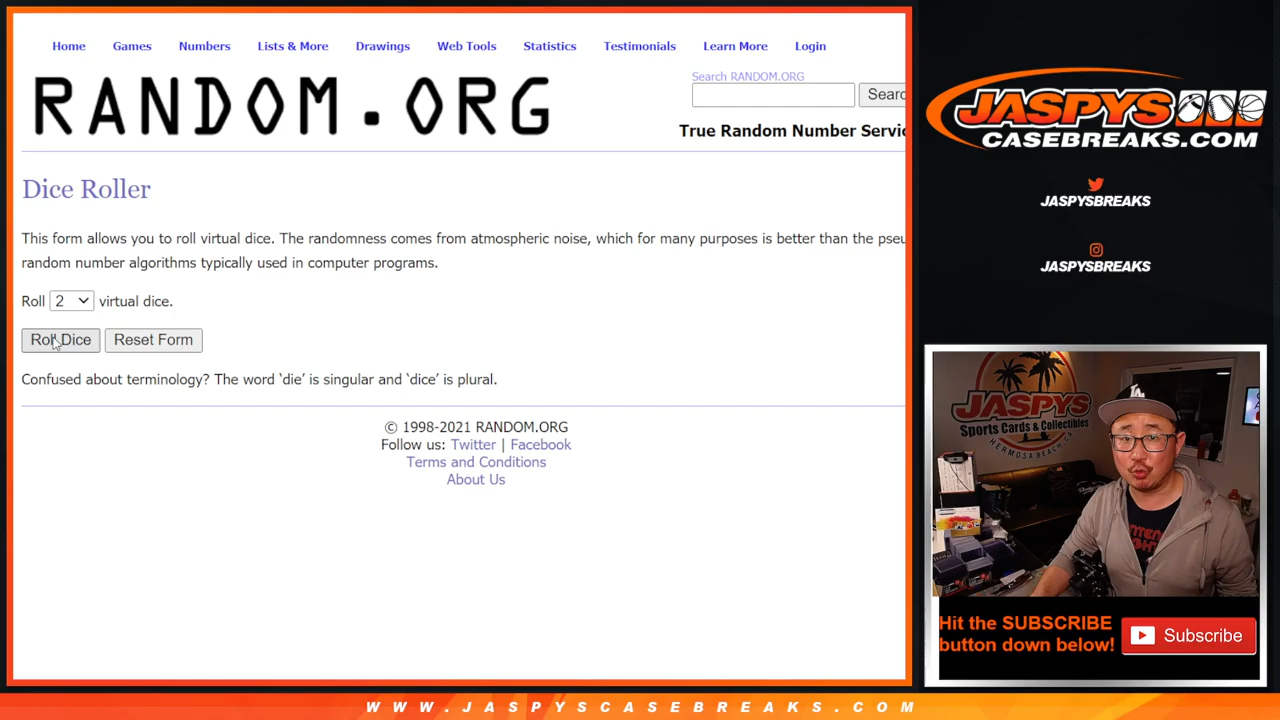 Home Games Numbers Lists & More Drawings Web Tools Statistics Testimonials Learn More Login
RANDOM.ORG
Search RANDOM.ORG
Searc
True Random Number Servic
Dice Roller
This form allows you to roll virtual dice. The randomness comes from atmospheric noise, which for many purposes is better than the pseu
random number algorithms typically used in computer programs.
Roll 2 virtual dice.
Roll Dice Reset Form
Confused about terminology? The word ‘die’ is singular and ‘dice’ is plural.
© 1998-2021 RANDOM.ORG
Follow us: Twitter | Facebook
Terms and Conditions
About Us
JASPYS
CASEBREAKS.COM
JASPYSBREAKS
JASPYSBREAKS
JASPYS
Sports Cards & Collectibles
HERMOSA BEACH CA
LA
Hit the SUBSCRIBE
button down below!
Subscribe
WWW.JASPYSCASEBREAKS.COM